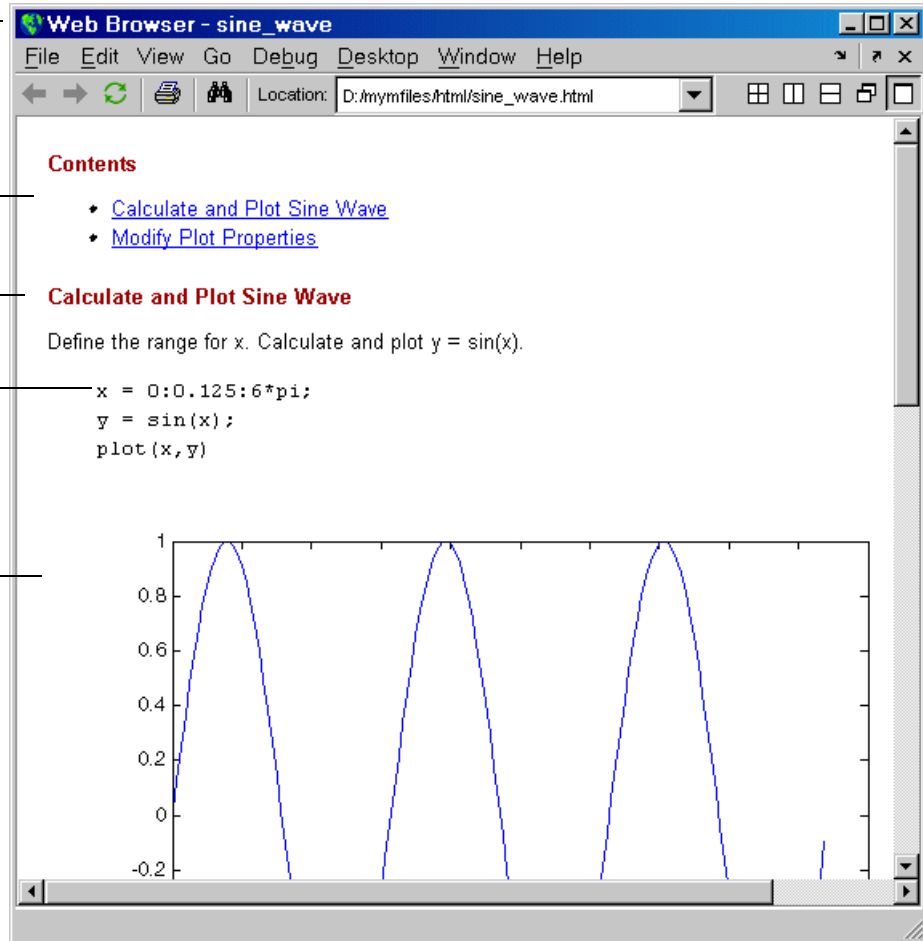 Web Browser - sine_wave
File Edit View Go Debug Desktop Window Help
Location: D:/mymfiles/html/sine_wave.html
Contents
• Calculate and Plot Sine Wave
• Modify Plot Properties
Calculate and Plot Sine Wave
Define the range for x. Calculate and plot y = sin(x).
x = 0:0.125:6*pi;
y = sin(x);
plot(x,y)
1
0.8
0.6
0.4
0.2
0
-0.2